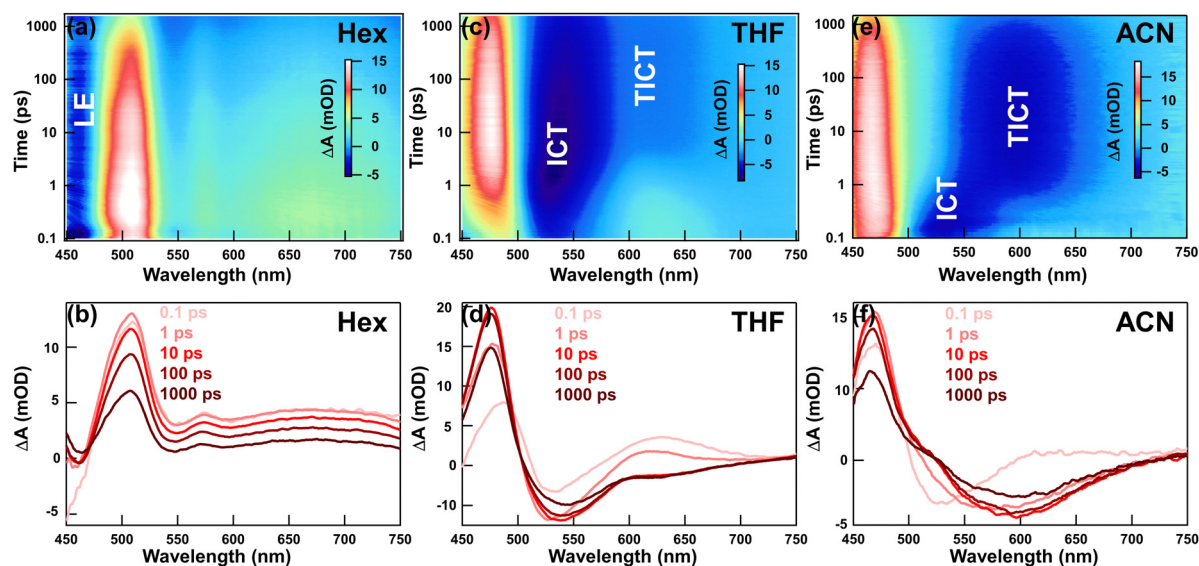 (a)
Hex
LE
Time (ps)
1000
100
10
1
0.1
15
10
5
0
-5
ΔA (mOD)
450 500 550 600 650 700 750
Wavelength (nm)
(c)
THF
ICT
TICT
1000
100
10
1
0.1
15
10
5
0
-5
ΔA (mOD)
450 500 550 600 650 700 750
Wavelength (nm)
(e)
ACN
ICT
TICT
Time (ps)
1000
100
10
1
0.1
15
10
5
0
-5
ΔA (mOD)
450 500 550 600 650 700 750
Wavelength (nm)
(b)
Hex
0.1 ps
1 ps
10 ps
100 ps
1000 ps
ΔA (mOD)
10
5
0
-5
450 500 550 600 650 700 750
Wavelength (nm)
(d)
THF
0.1 ps
1 ps
10 ps
100 ps
1000 ps
ΔA (mOD)
20
15
10
5
0
-5
-10
450 500 550 600 650 700 750
Wavelength (nm)
(f)
ACN
0.1 ps
1 ps
10 ps
100 ps
1000 ps
ΔA (mOD)
15
10
0
-5
450 500 550 600 650 700 750
Wavelength (nm)